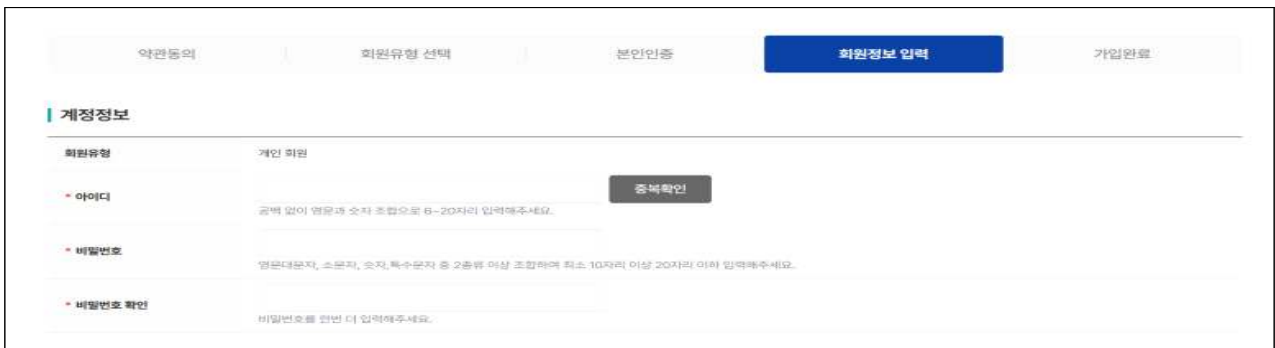 약관동의 회원유형 선택 본인인증 회원정보 입력 가입완료
계정정보
회원유형 개인 회원
* 아이디 중복확인
공백 없이 영문과 숫자 조합으로 6~20자리 입력해주세요.
* 비밀번호
영문대문자, 소문자, 숫자,특수문자 중 2종류 이상 조합하여 최소 10자리 이상 20자리 이하 입력해주세요.
* 비밀번호 확인
비밀번호를 한번 더 입력해주세요.